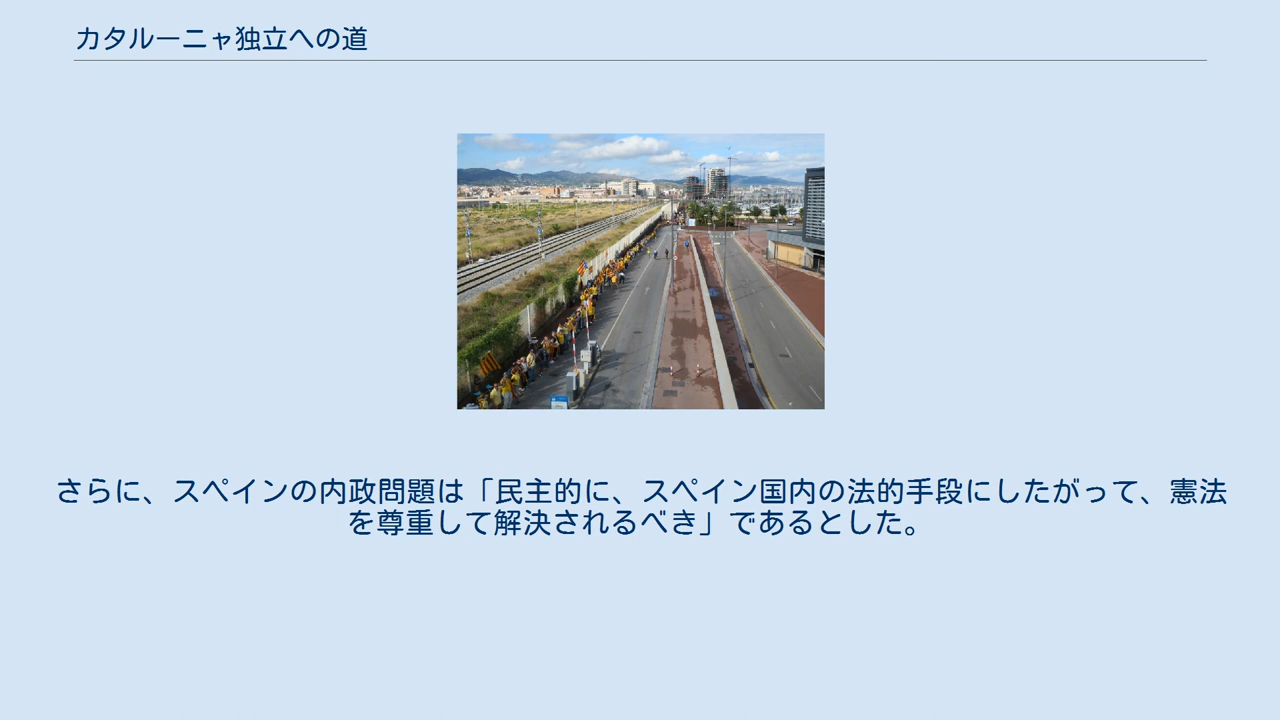 カタルーニャ独立への道
さらに、スペインの内政問題は「民主的に、スペイン国内の法的手段にしたがって、憲法
を尊重して解決されるべき」であるとした。